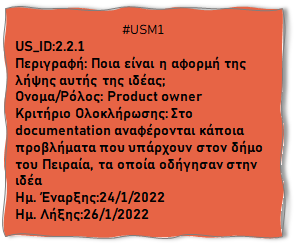 #USM1
US_ID:2.2.1
Περιγραφή: Ποια είναι η αφορμή της
λήψης αυτής της ιδέας;
Όνομα/Ρόλος: Product owner
Κριτήριο Ολοκλήρωσης: Στο
documentation αναφέρονται κάποια
προβλήματα που υπάρχουν στον δήμο
του Πειραία, τα οποία οδήγησαν στην
ιδέα
Ημ. Έναρξης:24/1/2022
Ημ. Λήξης:26/1/2022